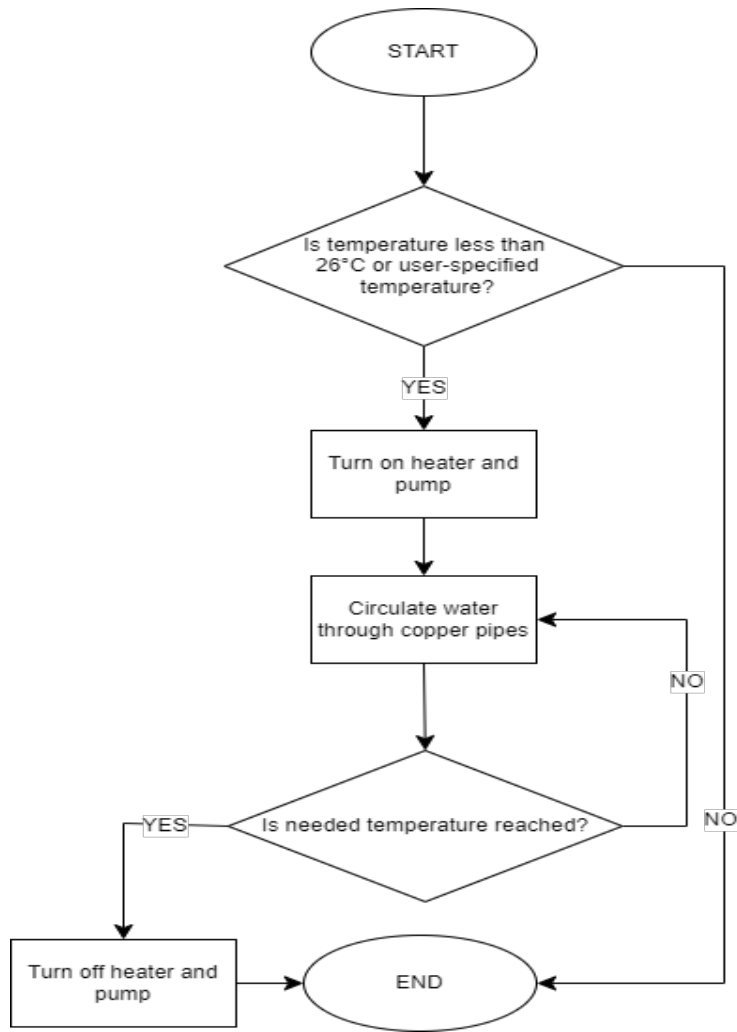 START
Is temperature less than
26°C or user-specified
temperature?
YES
Turn on heater and
pump
Circulate water
through copper pipes
NO
Is needed temperature reached?
YES
NO
Turn off heater and
pump
END